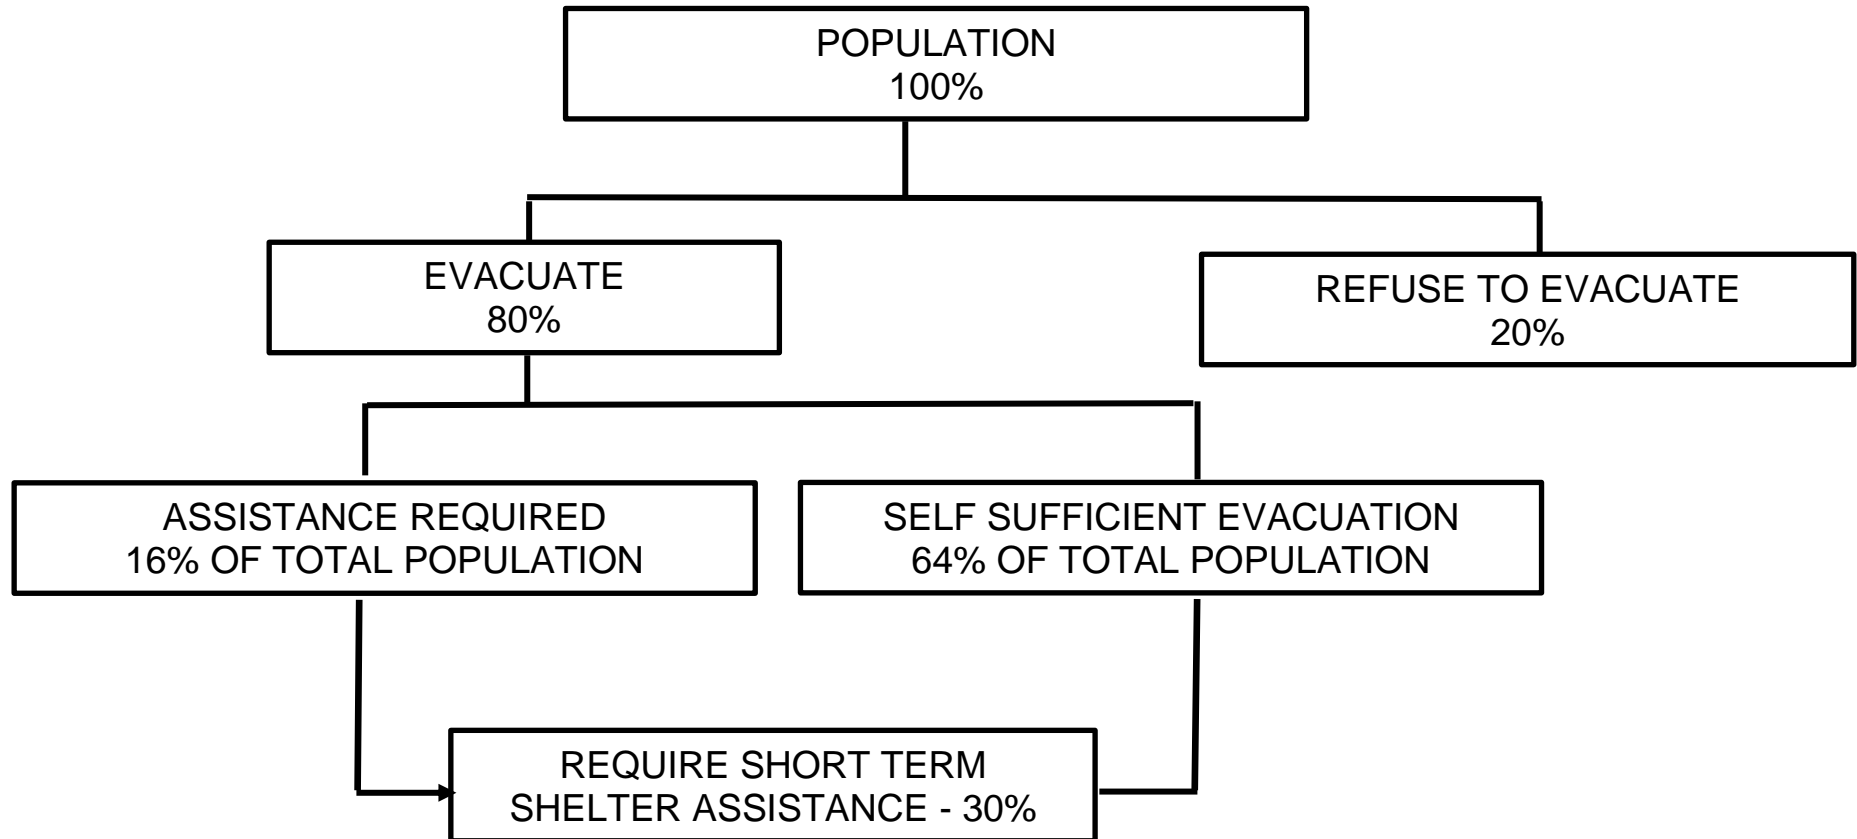 POPULATION
100%
EVACUATE
80%
REFUSE TO EVACUATE
20%
ASSISTANCE REQUIRED
16% OF TOTAL POPULATION
SELF SUFFICIENT EVACUATION
64% OF TOTAL POPULATION
REQUIRE SHORT TERM
SHELTER ASSISTANCE - 30%